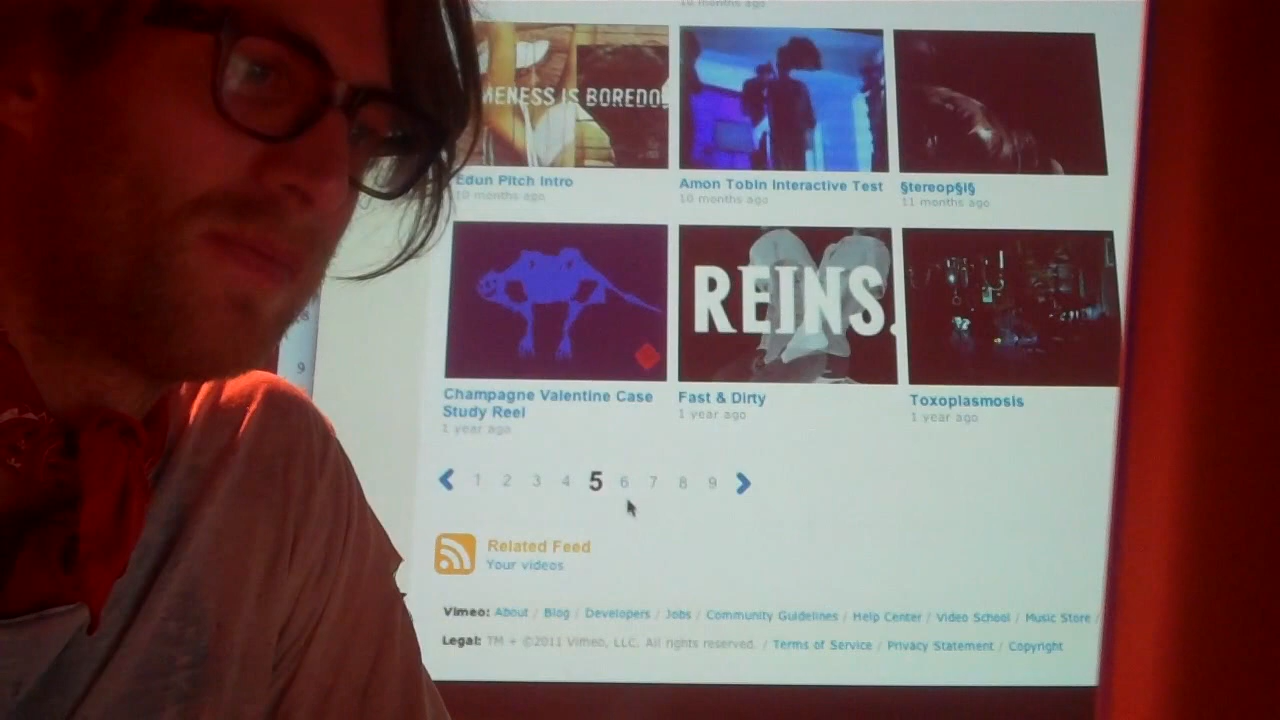 10 months ago
MENESS IS BOREDO
Edun Pitch Intro
10 months ago
Amon Tobin Interactive Test
10 months ago
§tereop§i§
11 months ago
REINS.
Champagne Valentine Case
Study Reel
1 year ago
Fast & Dirty
1 year ago
Toxoplasmosis
1 year ago
9
1 2 3 4 5 6 7 8 9
Related Feed
Your videos
Vimeo: About / Blog / Developers / Jobs / Community Guidelines / Help Center / Video School / Music Store /
Legal: TM + ©2011 Vimeo, LLC. All rights reserved. / Terms of Service / Privacy Statement / Copyright